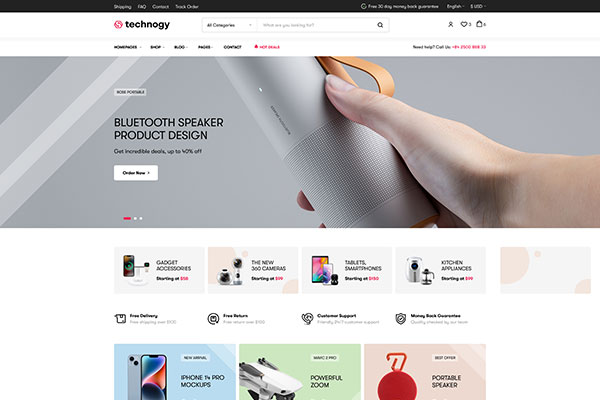 Shipping FAQ Contact Track Order
Free 30 day money back guarantee English $ USD
technogy
All Categories
What are you looking for?
HOMEPAGES SHOP BLOG PAGES CONTACT HOT DEALS
Need help? Call Us: +84 2500 888 33
BOSE PORTABLE
BLUETOOTH SPEAKER
PRODUCT DESIGN
Get incredible deals, up to 40% off
Order Now
GADGET
ACCESSORIES
Starting at $58
THE NEW
360 CAMERAS
Starting at $99
TABLETS,
SMARTPHONES
Starting at $150
KITCHEN
APPLIANCES
Starting at $99
Free Delivery
Free shipping over $100
Free Return
Free return over $100
Customer Support
Friendly 24/7 customer support
Money Back Guarantee
Quality checked by our team
NEW ARRIVAL
IPHONE 14 PRO
MOCKUPS
MAVIC 2 PRO
POWERFUL
ZOOM
BEST OFFER
PORTABLE
SPEAKER